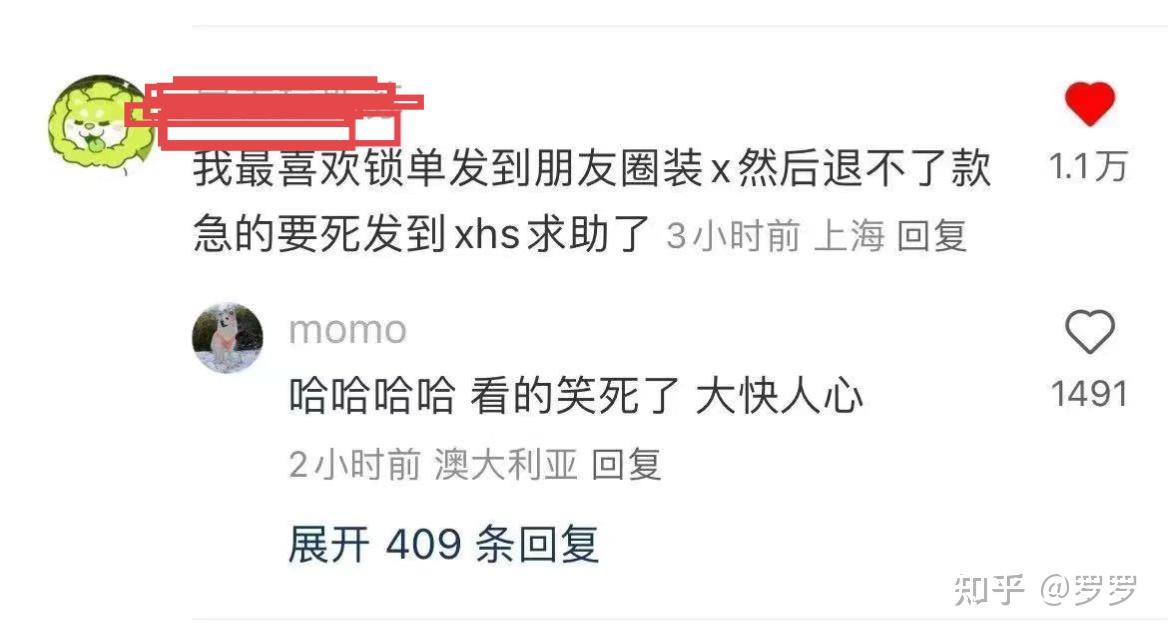 我最喜欢锁单发到朋友圈装x然后退不了款
1.1万
急的要死发到xhs求助了 3小时前 上海 回复
momo
哈哈哈哈 看的笑死了 大快人心
1491
2小时前 澳大利亚 回复
展开 409 条回复
知乎 @罗罗